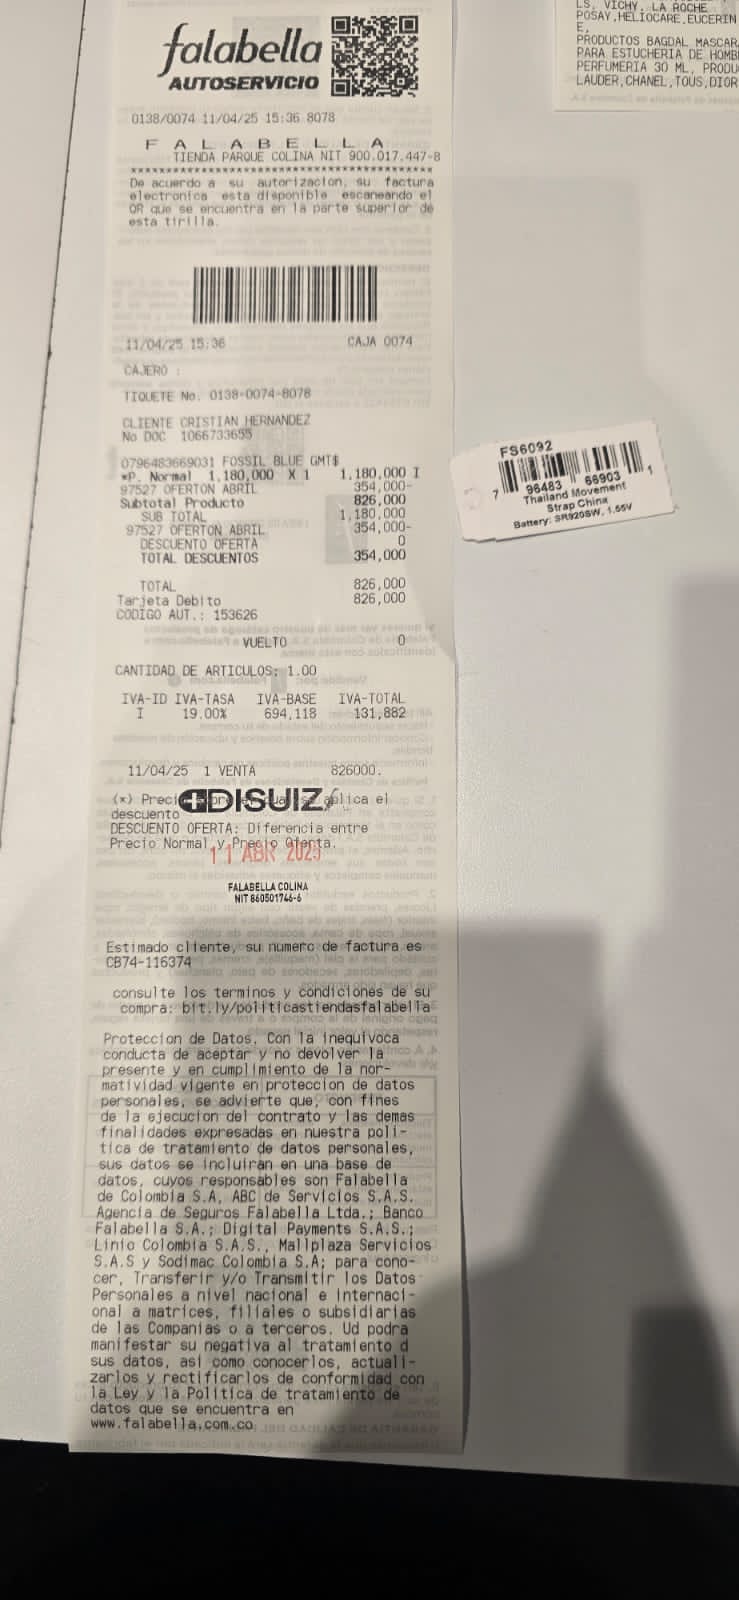 falabella
AUTOSERVICIO
0138/0074 11/04/25 15:36 8078
F A L A B E L L A
TIENDA PARQUE COLINA NIT 900.017.447-8
****************************************
De acuerdo a su autorizacion, su factura
electronica esta disponible escaneando el
QR que se encuentra en la parte superior de
esta tirilla.
11/04/25 15:36 CAJA 0074
CAJERO :
TIQUETE No. 0138-0074-8078
CLIENTE CRISTIAN HERNANDEZ
No DOC 1066733655
0796483669031 FOSSIL BLUE GMT$
*P. Normal 1,180,000 X 1 1,180,000 I
97527 OFERTON ABRIL 354,000-
Subtotal Producto 826,000
SUB TOTAL 1,180,000
97527 OFERTON ABRIL 354,000-
DESCUENTO OFERTA 0
TOTAL DESCUENTOS 354,000
TOTAL 826,000
Tarjeta Debito 826,000
CODIGO AUT.: 153626
VUELTO 0
CANTIDAD DE ARTICULOS: 1.00
IVA-ID IVA-TASA IVA-BASE IVA-TOTAL
I 19.00% 694,118 131,882
11/04/25 1 VENTA 826000.
(*) Precio sobre el cual se aplica el
descuento
DISUIZ
DESCUENTO OFERTA: Diferencia entre
Precio Normal y Precio Oferta.
11 ABR 2025
FALABELLA COLINA
NIT 860501746-6
Estimado cliente, su numero de factura es
CB74-116374
consulte los terminos y condiciones de su
compra: bit.ly/politicastiendasfalabella
Proteccion de Datos. Con la inequivoca
conducta de aceptar y no devolver la
presente y en cumplimiento de la nor-
matividad vigente en proteccion de datos
personales, se advierte que, con fines
de la ejecucion del contrato y las demas
finalidades expresadas en nuestra poli-
tica de tratamiento de datos personales,
sus datos se incluiran en una base de
datos, cuyos responsables son Falabella
de Colombia S.A, ABC de Servicios S.A.S.
Agencia de Seguros Falabella Ltda.; Banco
Falabella S.A.; Digital Payments S.A.S.;
Linio Colombia S.A.S., Mallplaza Servicios
S.A.S y Sodimac Colombia S.A; para cono-
cer, Transferir y/o Transmitir los Datos
Personales a nivel nacional e Internaci-
onal a matrices, filiales o subsidiarias
de las Companias o a terceros. Ud podra
manifestar su negativa al tratamiento d
sus datos, asi como conocerlos, actuali-
zarlos y rectificarlos de conformidad con
la Ley y la Politica de tratamiento de
datos que se encuentra en
www.falabella.com.co
FS6092
7 96483 66903 1
Thailand Movement
Strap China
Battery: SR920SW, 1.55V
LS, VICHY, LA ROCHE
POSAY,HELIOCARE,EUCERIN
E,
PRODUCTOS BAGDAL MASCAR
PARA ESTUCHERIA DE HOMB
PERFUMERIA 30 ML, PRODU
LAUDER,CHANEL,TOUS,DIOR